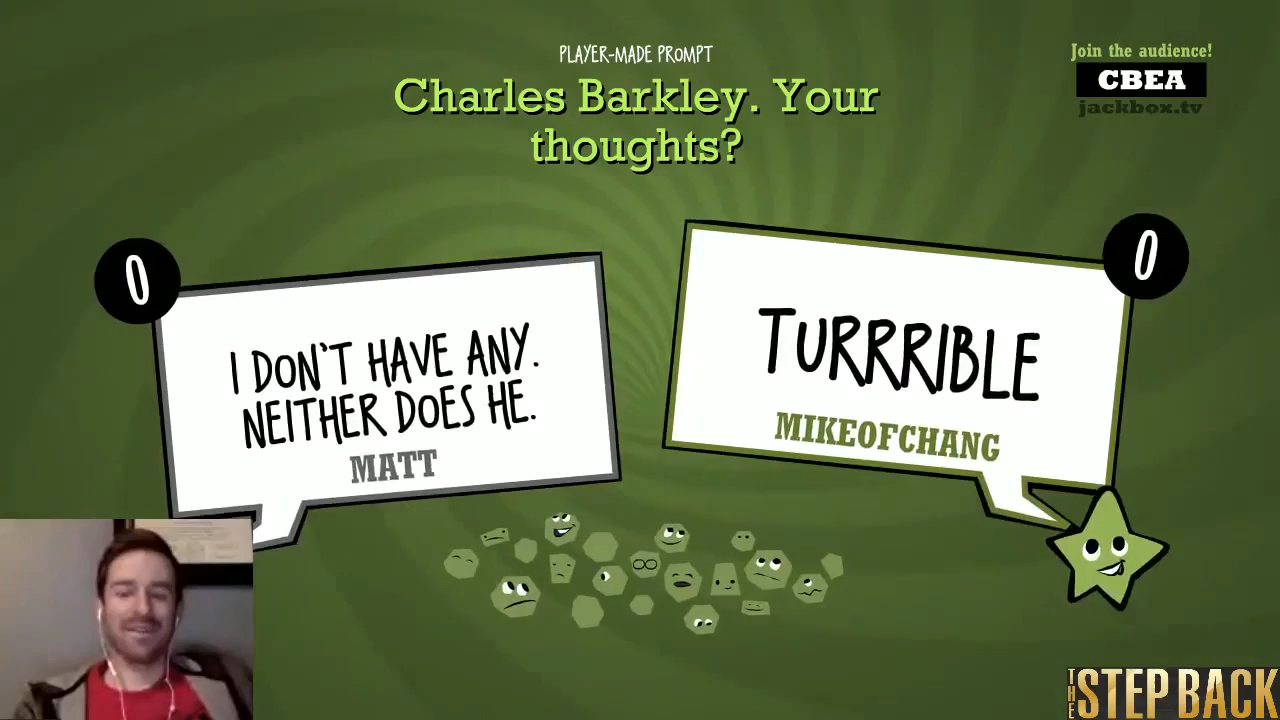 PLAYER-MADE PROMPT
Charles Barkley. Your
thoughts?
Join the audience!
CBEA
jackbox.tv
0
I DON'T HAVE ANY.
NEITHER DOES HE.
MATT
0
TURRRIBLE
MIKEOFCHANG
THE STEP BACK